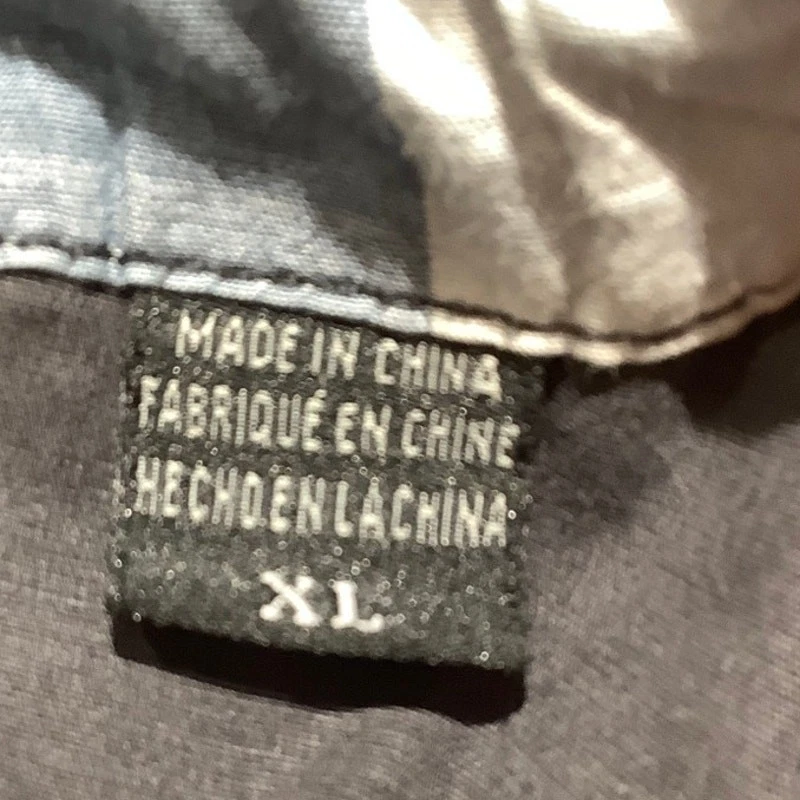 MADE IN CHINA
FABRIQUÉ EN CHINE
HECHO EN LA CHINA
XL